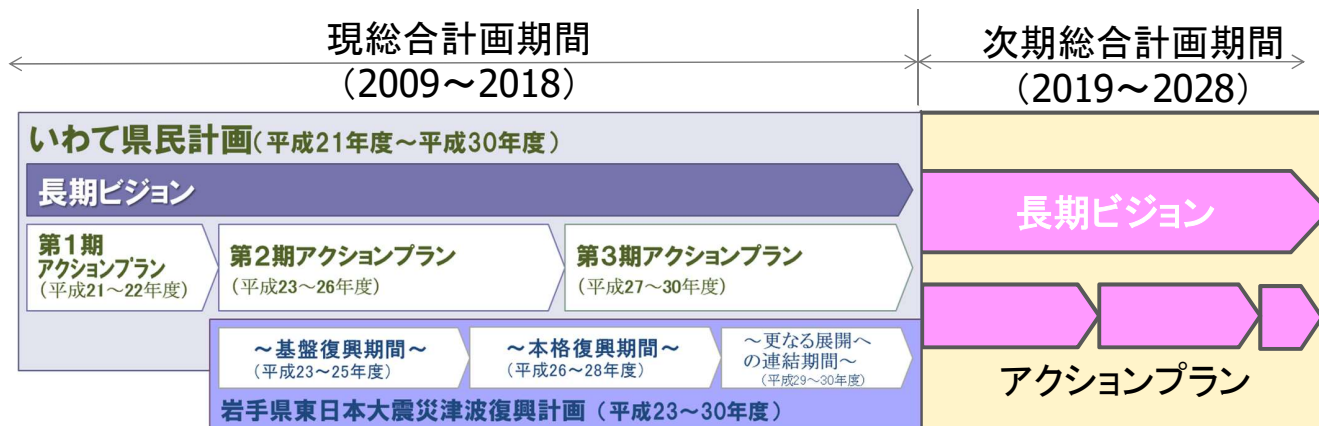 現総合計画期間
（2009～2018）
次期総合計画期間
（2019～2028）
いわて県民計画（平成21年度～平成30年度）
長期ビジョン
長期ビジョン
第１期
アクションプラン
（平成21～22年度）
第２期アクションプラン
（平成23～26年度）
第３期アクションプラン
（平成27～30年度）
～基盤復興期間～
（平成23～25年度）
～本格復興期間～
（平成26～28年度）
～更なる展開へ
の連結期間～
（平成29～30年度）
アクションプラン
岩手県東日本大震災津波復興計画（平成23～30年度）